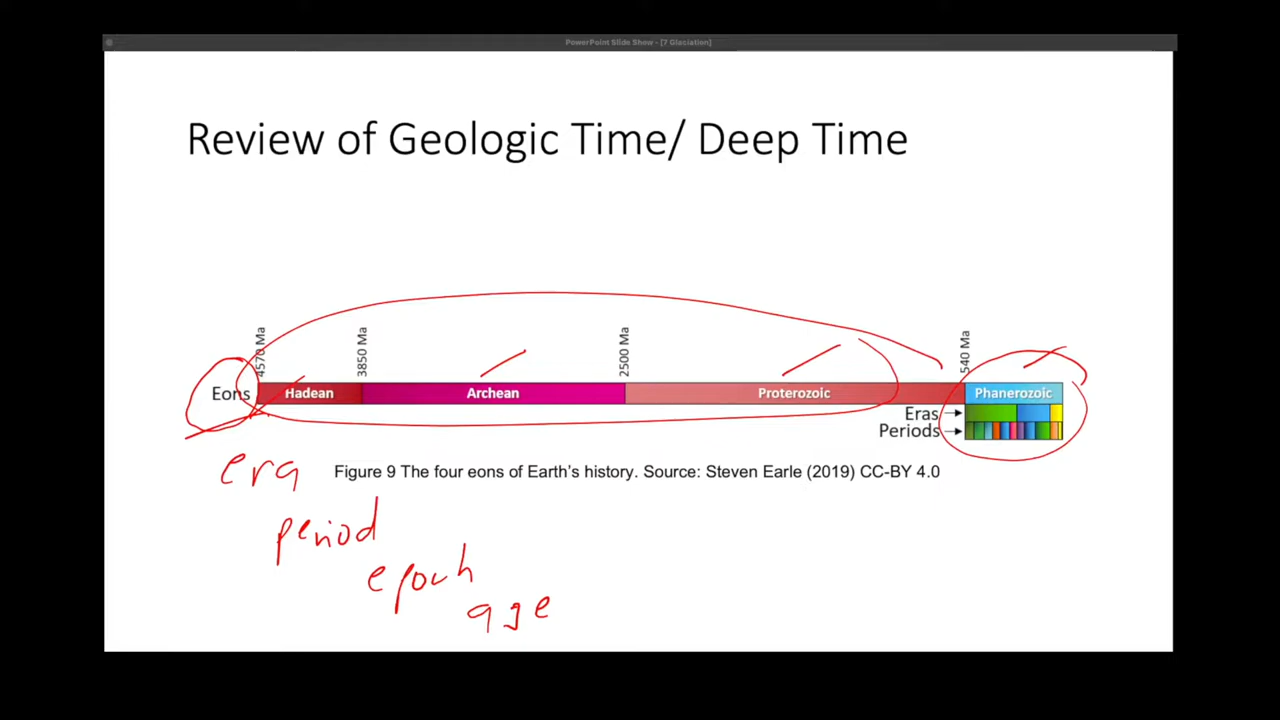 PowerPoint Slide Show - [7 Glaciation]
Review of Geologic Time/ Deep Time
4570 Ma 3850 Ma 2500 Ma 540 Ma
Eons Hadean Archean Proterozoic Phanerozoic
Eras
Periods
era
Figure 9 The four eons of Earth's history. Source: Steven Earle (2019) CC-BY 4.0
period
epoch
age